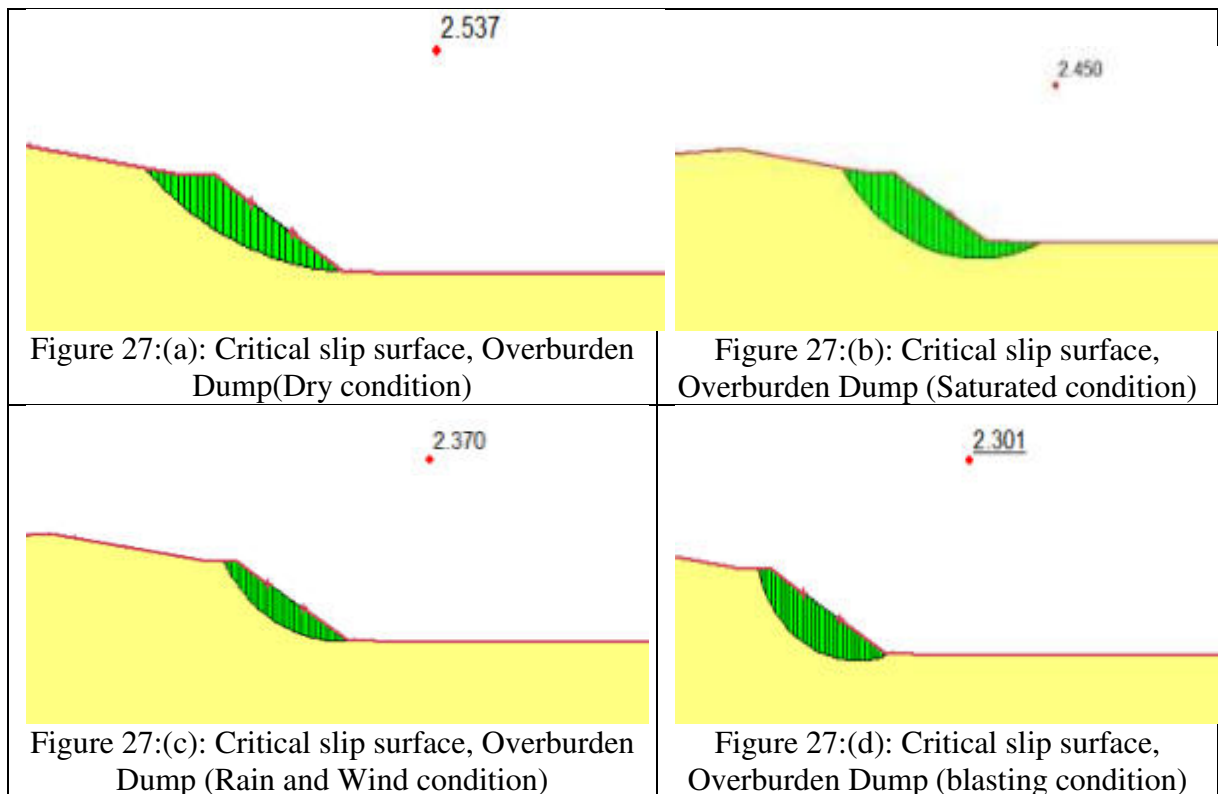 2.537
2.450
Figure 27:(a): Critical slip surface, Overburden
Dump(Dry condition)
Figure 27:(b): Critical slip surface,
Overburden Dump (Saturated condition)
2.370
2.301
Figure 27:(c): Critical slip surface, Overburden
Dump (Rain and Wind condition)
Figure 27:(d): Critical slip surface,
Overburden Dump (blasting condition)